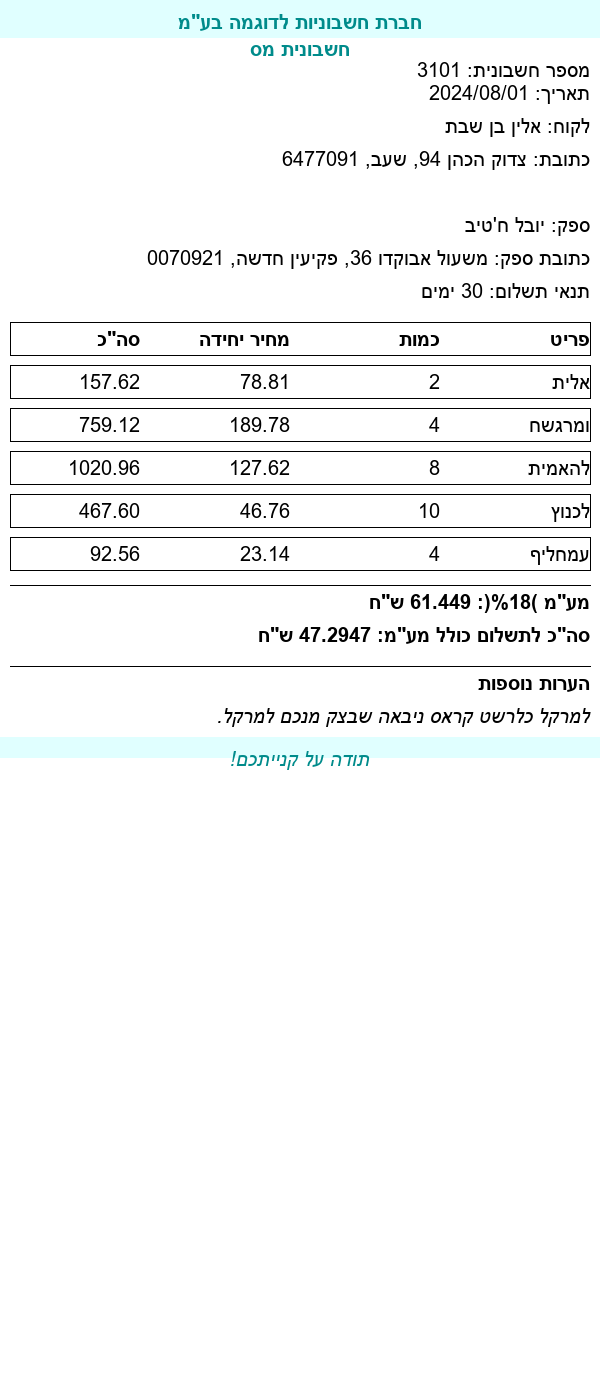 חברת חשבוניות לדוגמה בע"מ
חשבונית מס
מספר חשבונית: 3101
תאריך: 2024/08/01
לקוח: אלין בן שבת
כתובת: צדוק הכהן 94, שעב, 6477091
ספק: יובל ח'טיב
כתובת ספק: משעול אבוקדו 36, פקיעין חדשה, 0070921
תנאי תשלום: 30 ימים
פריט כמות מחיר יחידה סה"כ
אלית 2 78.81 157.62
ומרגשח 4 189.78 759.12
להאמית 8 127.62 1020.96
לכנוץ 10 46.76 467.60
עמחליף 4 23.14 92.56
מע"מ )18%(: 61.449 ש"ח
סה"כ לתשלום כולל מע"מ: 47.2947 ש"ח
הערות נוספות
למרקל כלרשט קראס ניבאה שבצק מנכם למרקל.
תודה על קנייתכם!